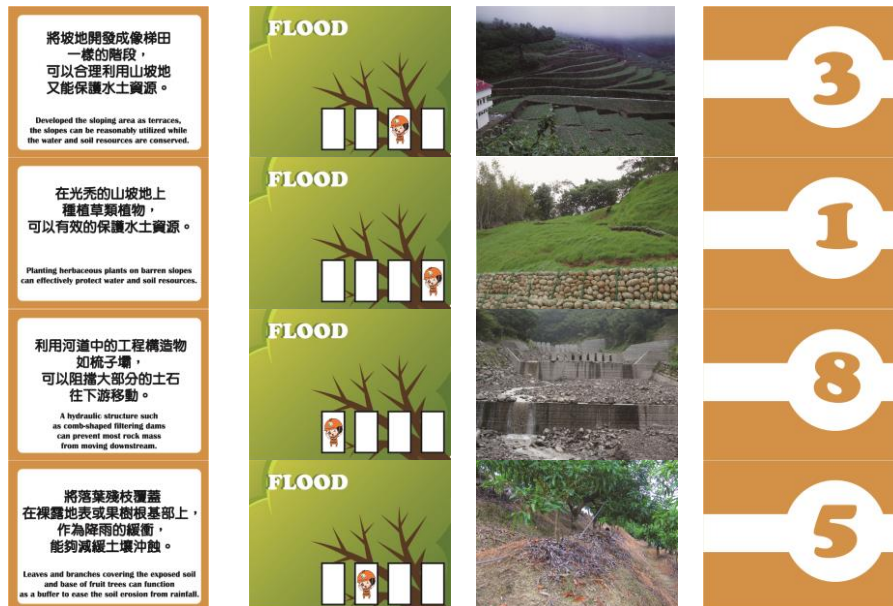 將坡地開發成像梯田
一樣的階段，
可以合理利用山坡地
又能保護水土資源。
Developed the sloping area as terraces,
the slopes can be reasonably utilized while
the water and soil resources are conserved.
FLOOD
3
在光禿的山坡地上
種植草類植物，
可以有效的保護水土資源。
Planting herbaceous plants on barren slopes
can effectively protect water and soil resources.
FLOOD
1
利用河道中的工程構造物
如梳子壩，
可以阻擋大部分的土石
往下游移動。
A hydraulic structure such
as comb-shaped filtering dams
can prevent most rock mass
from moving downstream.
FLOOD
8
將落葉殘枝覆蓋
在裸露地表或果樹根基部上，
作為降雨的緩衝，
能夠減緩土壤沖蝕。
Leaves and branches covering the exposed soil
and base of fruit trees can function
as a buffer to ease the soil erosion from rainfall.
FLOOD
5